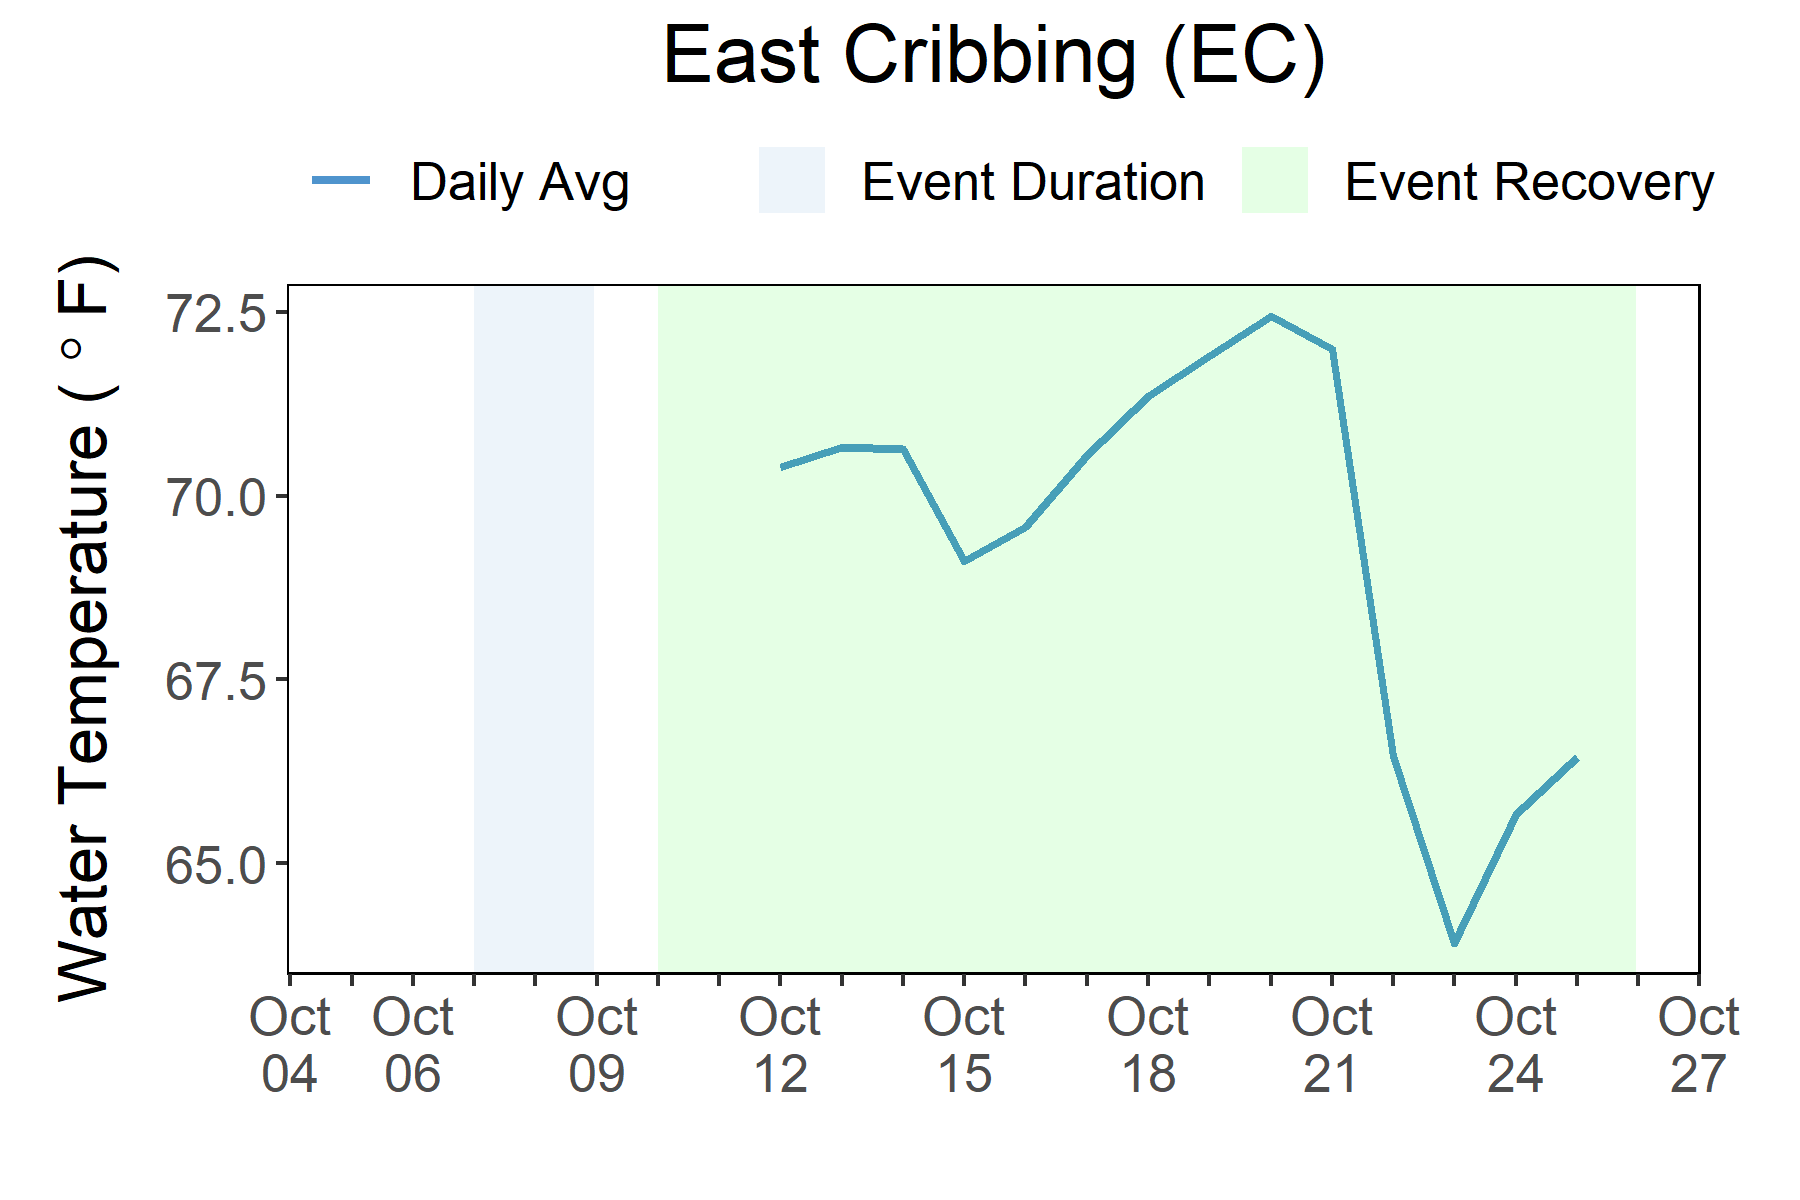 East Cribbing (EC)
Daily Avg Event Duration Event Recovery
Water Temperature ( ° F)
72.5
70.0
67.5
65.0
Oct Oct Oct Oct Oct Oct Oct Oct Oct
04 06 09 12 15 18 21 24 27